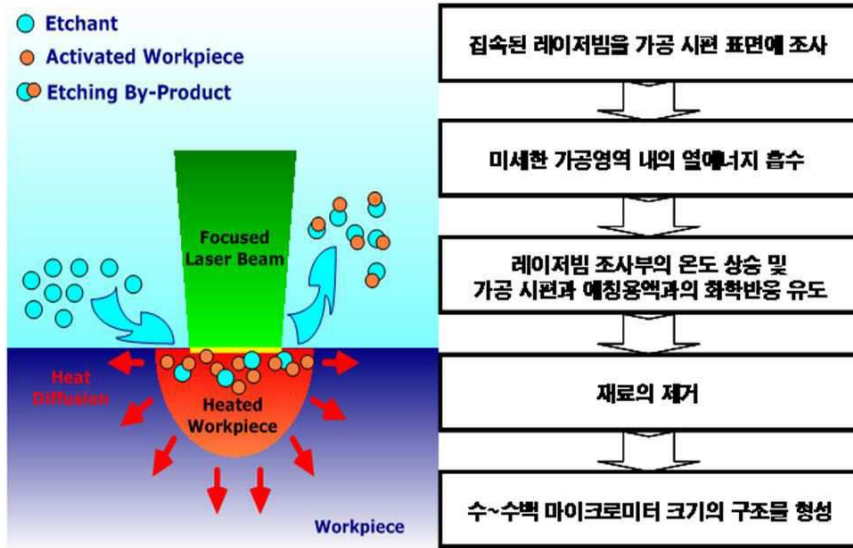 Etchant
Activated Workpiece
Etching By-Product
Focused
Laser Beam
Heat
Diffusion
Heated
Workpiece
Workpiece
집속된 레이저빔을 가공 시편 표면에 조사
미세한 가공영역 내의 열에너지 흡수
레이저빔 조사부의 온도 상승 및
가공 시편과 에칭용액과의 화학반응 유도
재료의 제거
수~수백 마이크로미터 크기의 구조물 형성